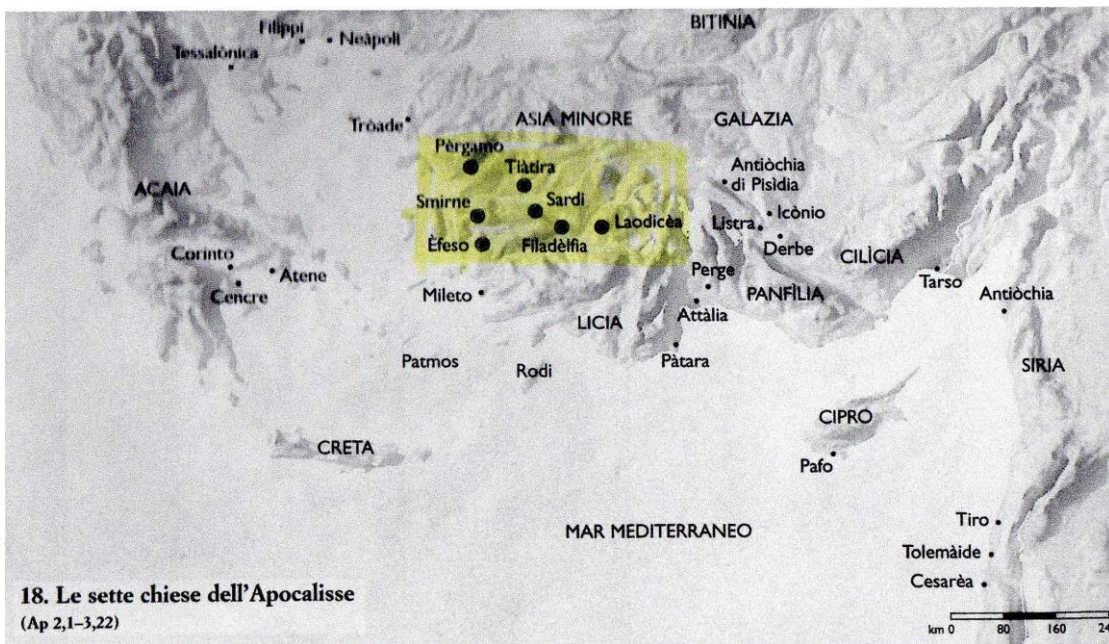 BITINIA
Filippi
Neàpoli
Tessalònica
Tròade
ASIA MINORE
GALAZIA
Pèrgamo
Tiàtira
Antiòchia
di Pisìdia
ACAIA
Smirne
Sardi
Icònio
Listra
Laodicèa
Èfeso
Filadèlfia
Derbe
Corinto
Atene
CILÌCIA
Cencre
Perge
Tarso
Mileto
PANFÌLIA
Antiòchia
Attàlia
LICIA
Patmos
Rodi
Pàtara
SIRIA
CRETA
CIPRO
Pafo
MAR MEDITERRANEO
Tiro
Tolemàide
Cesarèa
18. Le sette chiese dell'Apocalisse
(Ap 2,1–3,22)
km 0 80 160 24